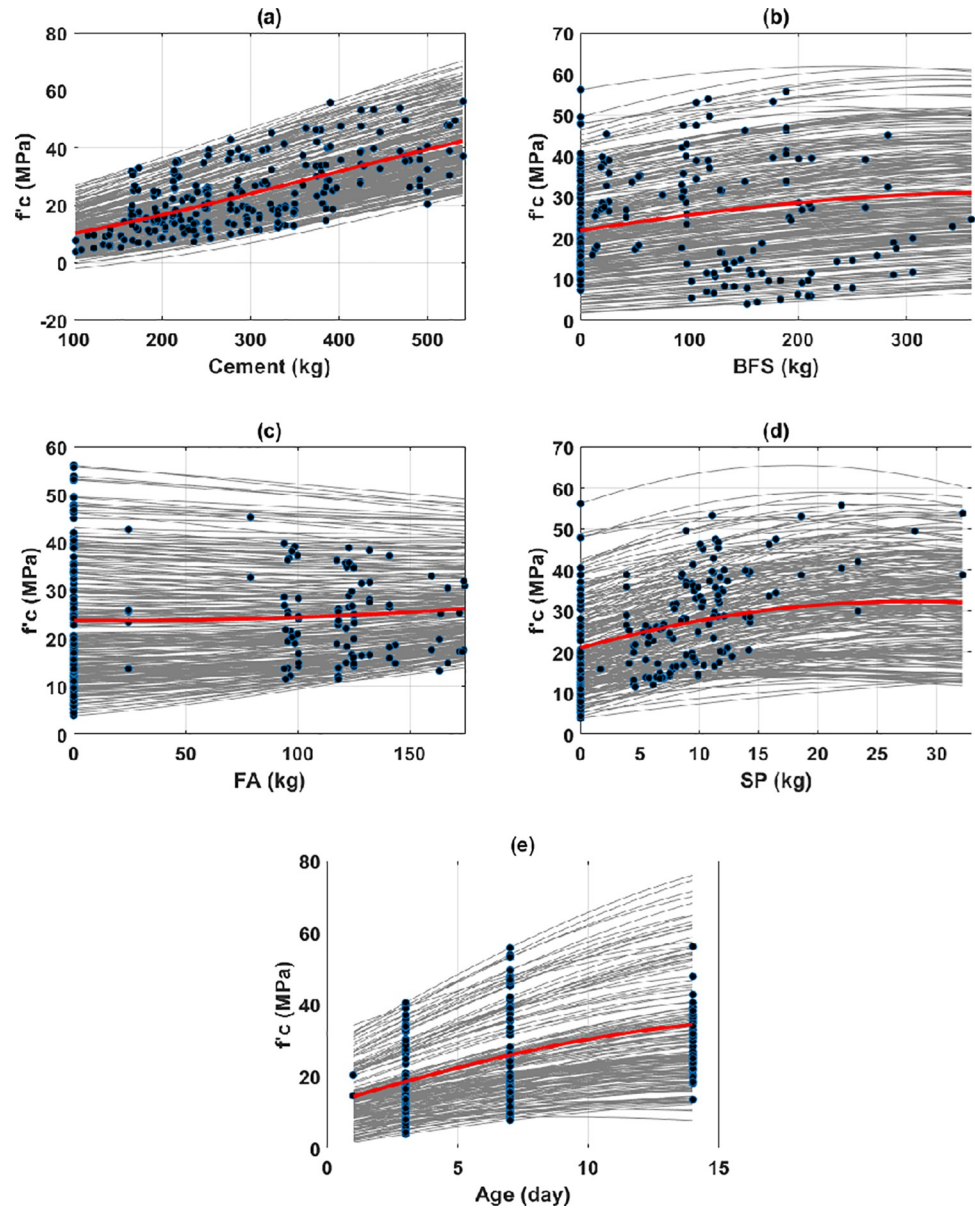 (a)
80
60
40
20
0
-20
f'c (MPa)
100 200 300 400 500
Cement (kg)
(b)
70
60
50
40
30
20
10
0
f'c (MPa)
0 100 200 300
BFS (kg)
(c)
60
50
40
30
20
10
0
f'c (MPa)
0 50 100 150
FA (kg)
(d)
70
60
50
40
30
20
10
0
f'c (MPa)
0 5 10 15 20 25 30
SP (kg)
(e)
80
60
40
20
0
f'c (MPa)
0 5 10 15
Age (day)